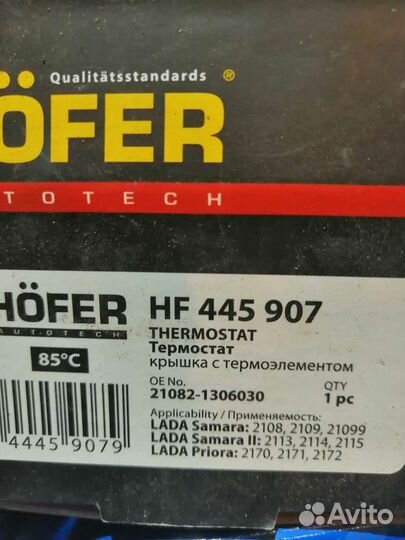 Qualitätsstandards ®
ÖFER
UTOTECH
HÖFER
AUTOTECH
HF 445 907
THERMOSTAT
Термостат
крышка с термоэлементом
85°C
OE No.
QTY
21082-1306030
1 pc
Applicability / Применяемость:
LADA Samara: 2108, 2109, 21099
LADA Samara II: 2113, 2114, 2115
LADA Priora: 2170, 2171, 2172
4445 9079
Avito